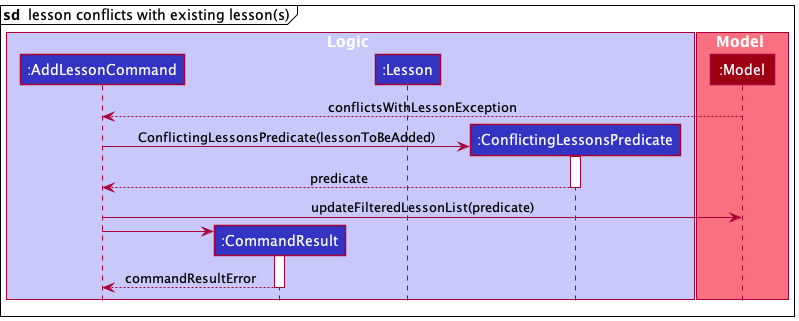 sd lesson conflicts with existing lesson(s)
Logic
Model
:AddLessonCommand
:Lesson
:Model
conflictsWithLessonException
ConflictingLessonsPredicate(lessonToBeAdded)
:ConflictingLessonsPredicate
predicate
updateFilteredLessonList(predicate)
:CommandResult
commandResultError